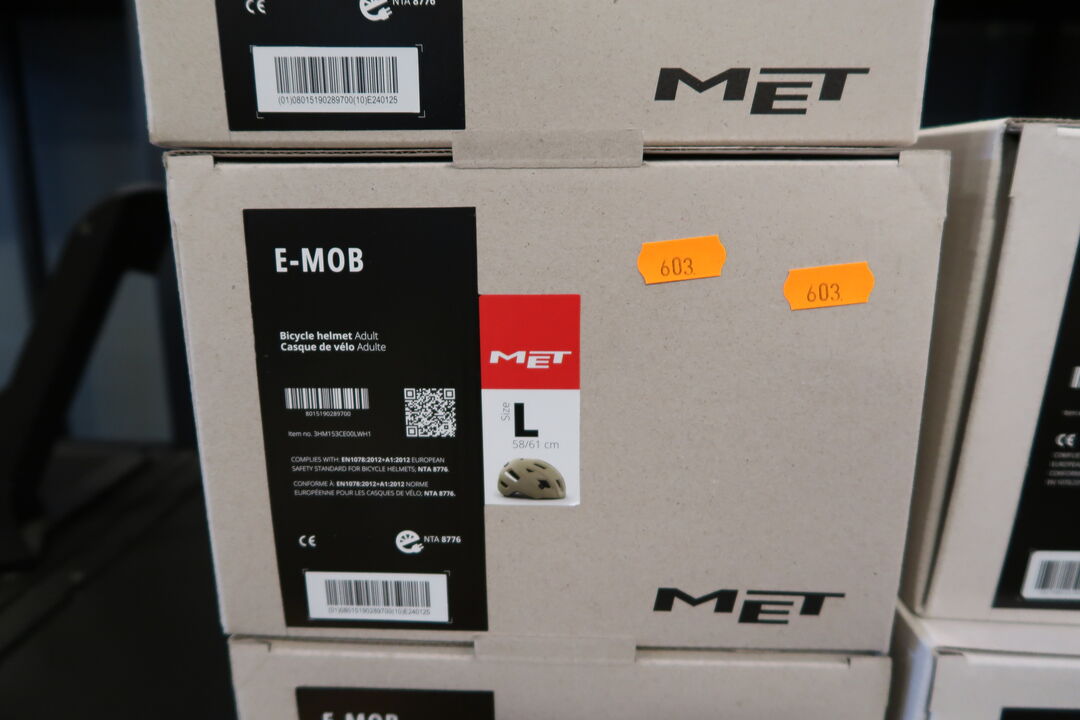 NTA 8776
(01)08015190289700(10)E240125
MET
E-MOB
Bicycle helmet Adult
Casque de vélo Adulte
8015190289700
Item no. 3HM153CE00LWH1
COMPLIES WITH: EN1078:2012+A1:2012 EUROPEAN
SAFETY STANDARD FOR BICYCLE HELMETS; NTA 8776.
CONFORME À: EN1078:2012+A1:2012 NORME
EUROPÉENNE POUR LES CASQUES DE VÉLO; NTA 8776.
CE
NTA 8776
(01)08015190289700(10)E240125
MET
Size
L
58/61 cm
603
603
MET
E-MOB
CE